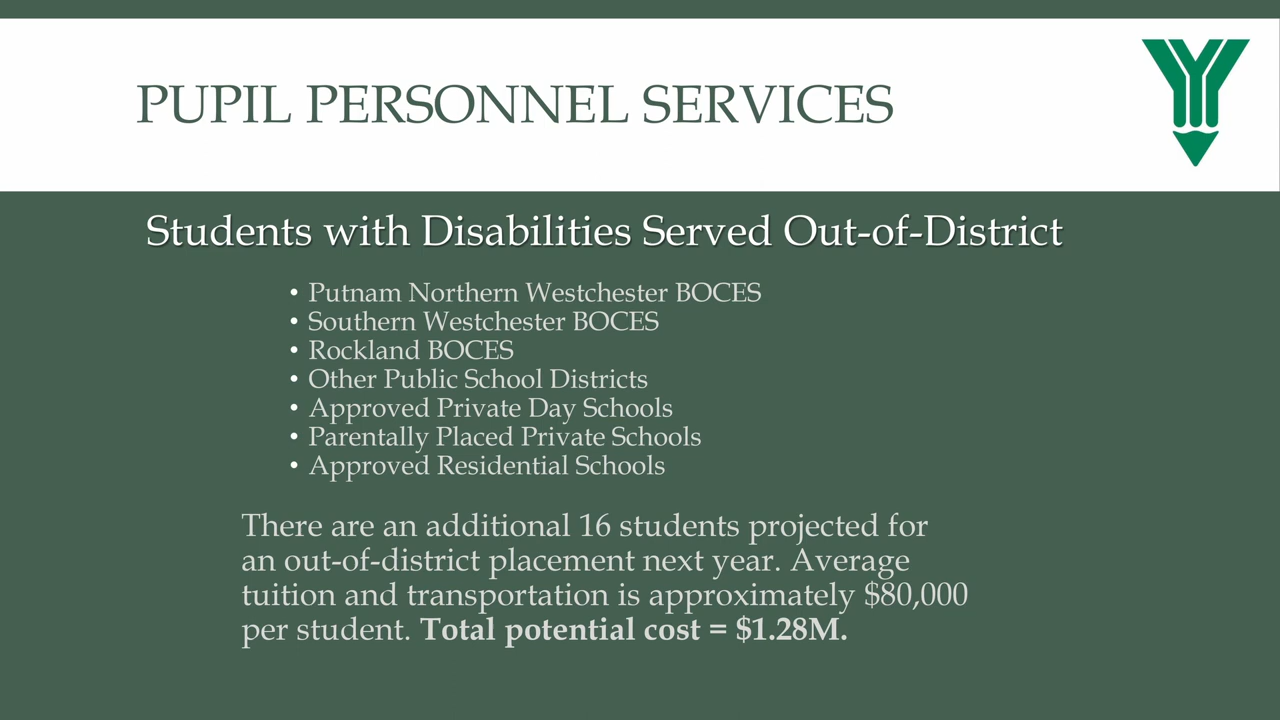 PUPIL PERSONNEL SERVICES
Students with Disabilities Served Out-of-District
• Putnam Northern Westchester BOCES
• Southern Westchester BOCES
• Rockland BOCES
• Other Public School Districts
• Approved Private Day Schools
• Parentally Placed Private Schools
• Approved Residential Schools
There are an additional 16 students projected for
an out-of-district placement next year. Average
tuition and transportation is approximately $80,000
per student. Total potential cost = $1.28M.